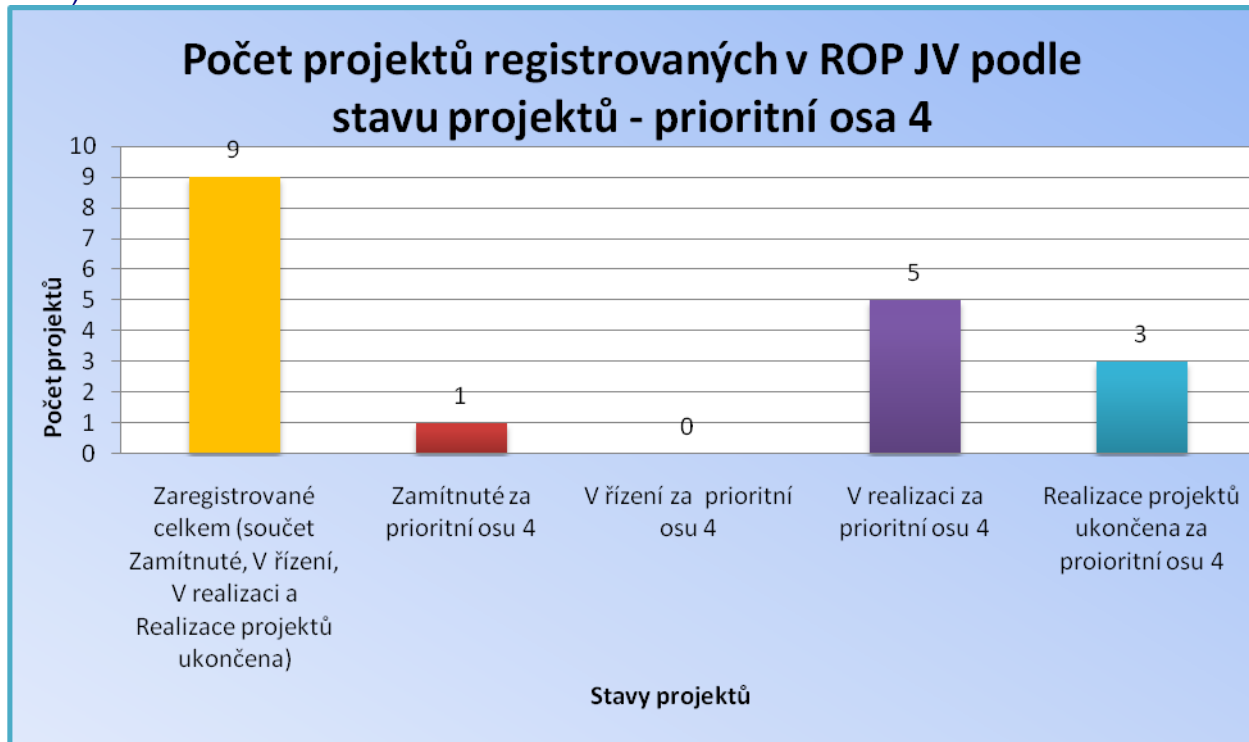 Počet projektů registrovaných v ROP JV podle
stavu projektů - prioritní osa 4
Počet projektů
10
9
8
7
6
5
4
3
2
1
0
9
1
0
5
3
Zaregistrované
celkem (součet
Zamítnuté, V řízení,
V realizaci a
Realizace projektů
ukončena)
Zamítnuté za
prioritní osu 4
V řízení za prioritní
osu 4
V realizaci za
prioritní osu 4
Realizace projektů
ukončena za
proioritní osu 4
Stavy projektů